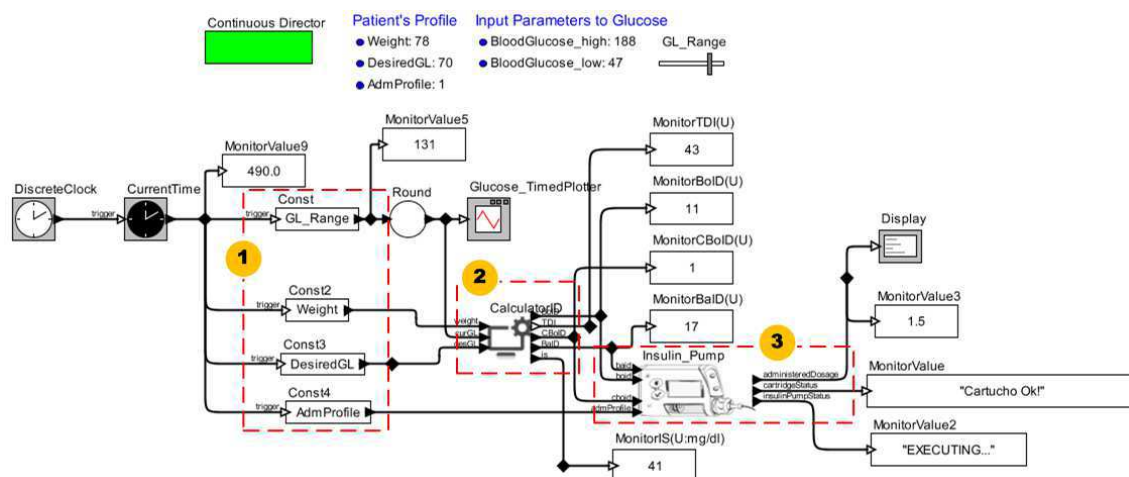 Continuous Director
Patient's Profile
Weight: 78
DesiredGL: 70
AdmProfile: 1
Input Parameters to Glucose
BloodGlucose_high: 188
BloodGlucose_low: 47
GL_Range
MonitorValue5
131
MonitorValue9
490.0
MonitorTDI(U)
43
DiscreteClock
CurrentTime
trigger
trigger
Const
GL_Range
Round
Glucose_TimedPlotter
MonitorBolD(U)
11
Display
1
2
MonitorCBolD(U)
1
trigger
Const2
Weight
CalculatorID
weight
curGL
desGL
TDI
CBolD
BalD
is
MonitorBalD(U)
17
MonitorValue3
1.5
trigger
Const3
DesiredGL
3
Insulin_Pump
bald
bold
cbold
admProfile
administeredDosage
cartridgeStatus
insulinPumpStatus
MonitorValue
"Cartucho Ok!"
trigger
Const4
AdmProfile
MonitorValue2
"EXECUTING..."
MonitorIS(U:mg/dl)
41